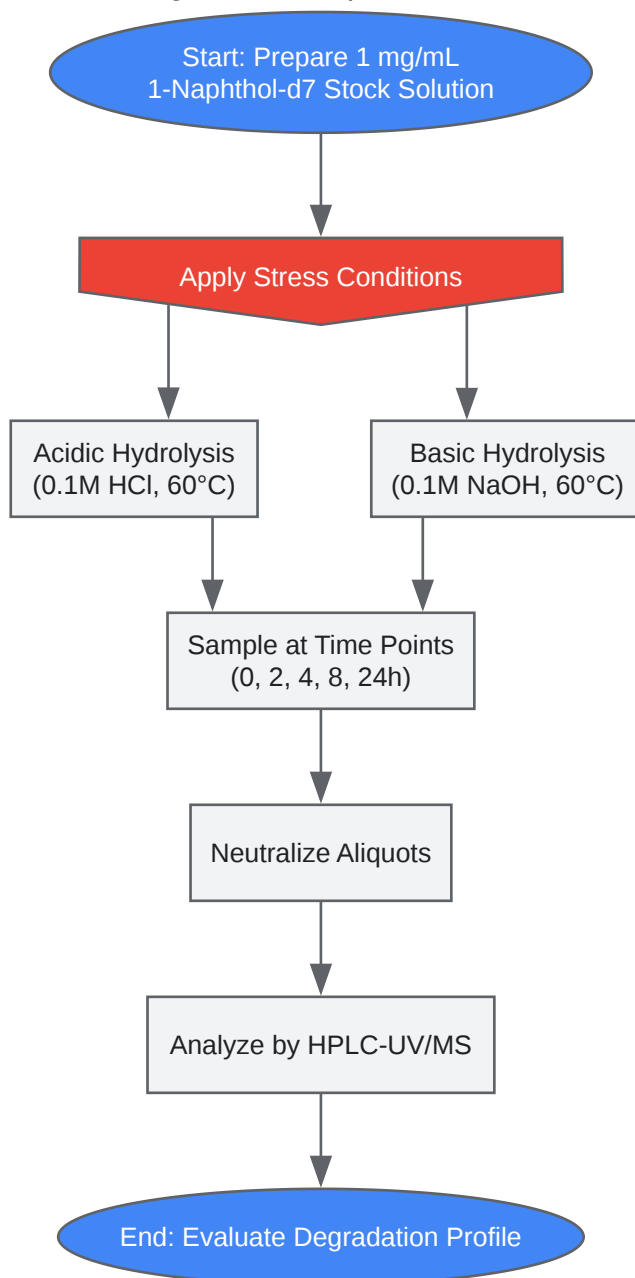 Start: Prepare 1 mg/mL
1-Naphthol-d7 Stock Solution
Apply Stress Conditions
Acidic Hydrolysis
(0.1M HCl, 60°C)
Basic Hydrolysis
(0.1M NaOH, 60°C)
Sample at Time Points
(0, 2, 4, 8, 24h)
Neutralize Aliquots
Analyze by HPLC-UV/MS
End: Evaluate Degradation Profile